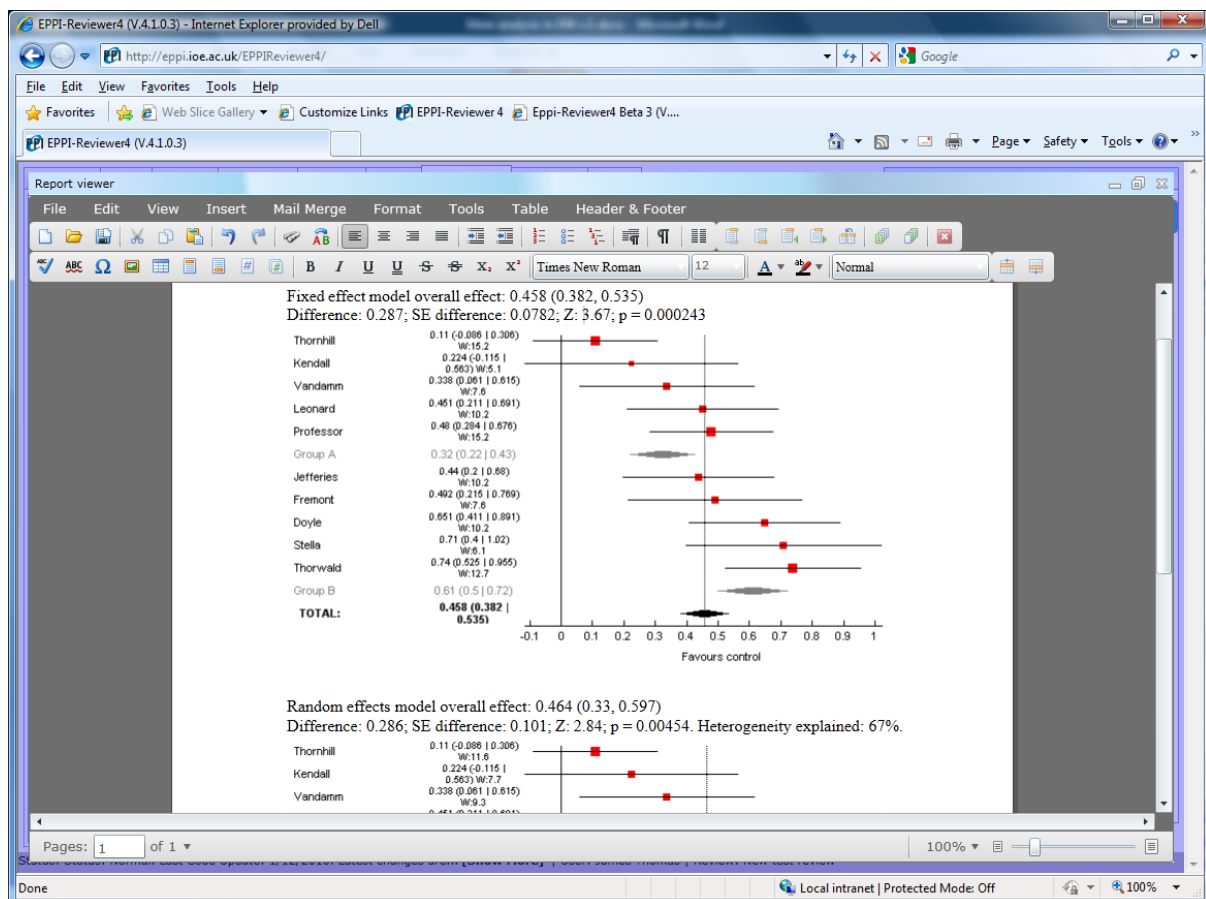 EPPI-Reviewer4 (V.4.1.0.3) - Internet Explorer provided by Dell
http://eppi.ioe.ac.uk/EPPIReviewer4/
Google
File Edit View Favorites Tools Help
Favorites Web Slice Gallery Customize Links EPPI-Reviewer 4 Eppi-Reviewer4 Beta 3 (V....
EPPI-Reviewer4 (V.4.1.0.3) Page Safety Tools
Report viewer
File Edit View Insert Mail Merge Format Tools Table Header & Footer
Times New Roman 12 Normal
Fixed effect model overall effect: 0.458 (0.382, 0.535)
Difference: 0.287; SE difference: 0.0782; Z: 3.67; p = 0.000243
Thornhill 0.11 (-0.086 | 0.306)
W:15.2
Kendall 0.224 (-0.115 |
0.563) W:5.1
Vandamm 0.338 (0.061 | 0.615)
W:7.6
Leonard 0.451 (0.211 | 0.691)
W:10.2
Professor 0.48 (0.284 | 0.676)
W:15.2
Group A 0.32 (0.22 | 0.43)
Jefferies 0.44 (0.2 | 0.68)
W:10.2
Fremont 0.492 (0.215 | 0.769)
W:7.6
Doyle 0.651 (0.411 | 0.891)
W:10.2
Stella 0.71 (0.4 | 1.02)
W:6.1
Thorwald 0.74 (0.525 | 0.955)
W:12.7
Group B 0.61 (0.5 | 0.72)
TOTAL: 0.458 (0.382 |
0.535)
-0.1 0 0.1 0.2 0.3 0.4 0.5 0.6 0.7 0.8 0.9 1
Favours control
Random effects model overall effect: 0.464 (0.33, 0.597)
Difference: 0.286; SE difference: 0.101; Z: 2.84; p = 0.00454. Heterogeneity explained: 67%.
Thornhill 0.11 (-0.086 | 0.306)
W:11.6
Kendall 0.224 (-0.115 |
0.563) W:7.7
Vandamm 0.338 (0.061 | 0.615)
W:9.3
Pages: 1 of 1 100%
Done Local intranet | Protected Mode: Off 100%